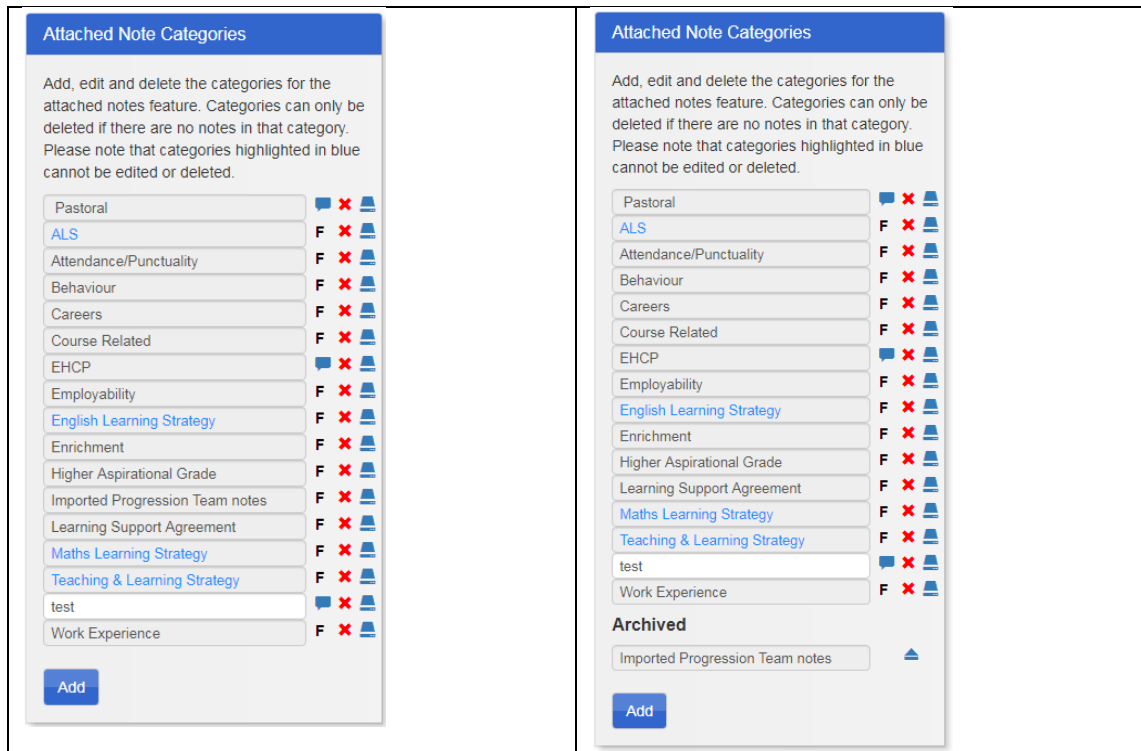 Attached Note Categories
Add, edit and delete the categories for the
attached notes feature. Categories can only be
deleted if there are no notes in that category.
Please note that categories highlighted in blue
cannot be edited or deleted.
Pastoral
ALS F
Attendance/Punctuality F
Behaviour F
Careers F
Course Related F
EHCP
Employability F
English Learning Strategy F
Enrichment F
Higher Aspirational Grade F
Imported Progression Team notes F
Learning Support Agreement F
Maths Learning Strategy F
Teaching & Learning Strategy F
test
Work Experience F
Add
Attached Note Categories
Add, edit and delete the categories for the
attached notes feature. Categories can only be
deleted if there are no notes in that category.
Please note that categories highlighted in blue
cannot be edited or deleted.
Pastoral
ALS F
Attendance/Punctuality F
Behaviour F
Careers F
Course Related F
EHCP
Employability F
English Learning Strategy F
Enrichment F
Higher Aspirational Grade F
Learning Support Agreement F
Maths Learning Strategy F
Teaching & Learning Strategy F
test
Work Experience F
Archived
Imported Progression Team notes
Add